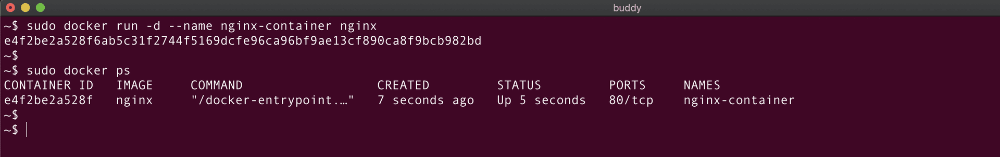 buddy
~$ sudo docker run -d --name nginx-container nginx
e4f2be2a528f6ab5c31f2744f5169dcfe96ca96bf9ae13cf890ca8f9bcb982bd
~$
~$ sudo docker ps
CONTAINER ID   IMAGE     COMMAND                  CREATED         STATUS         PORTS     NAMES
e4f2be2a528f   nginx     "/docker-entrypoint.…"   7 seconds ago   Up 5 seconds   80/tcp    nginx-container
~$
~$